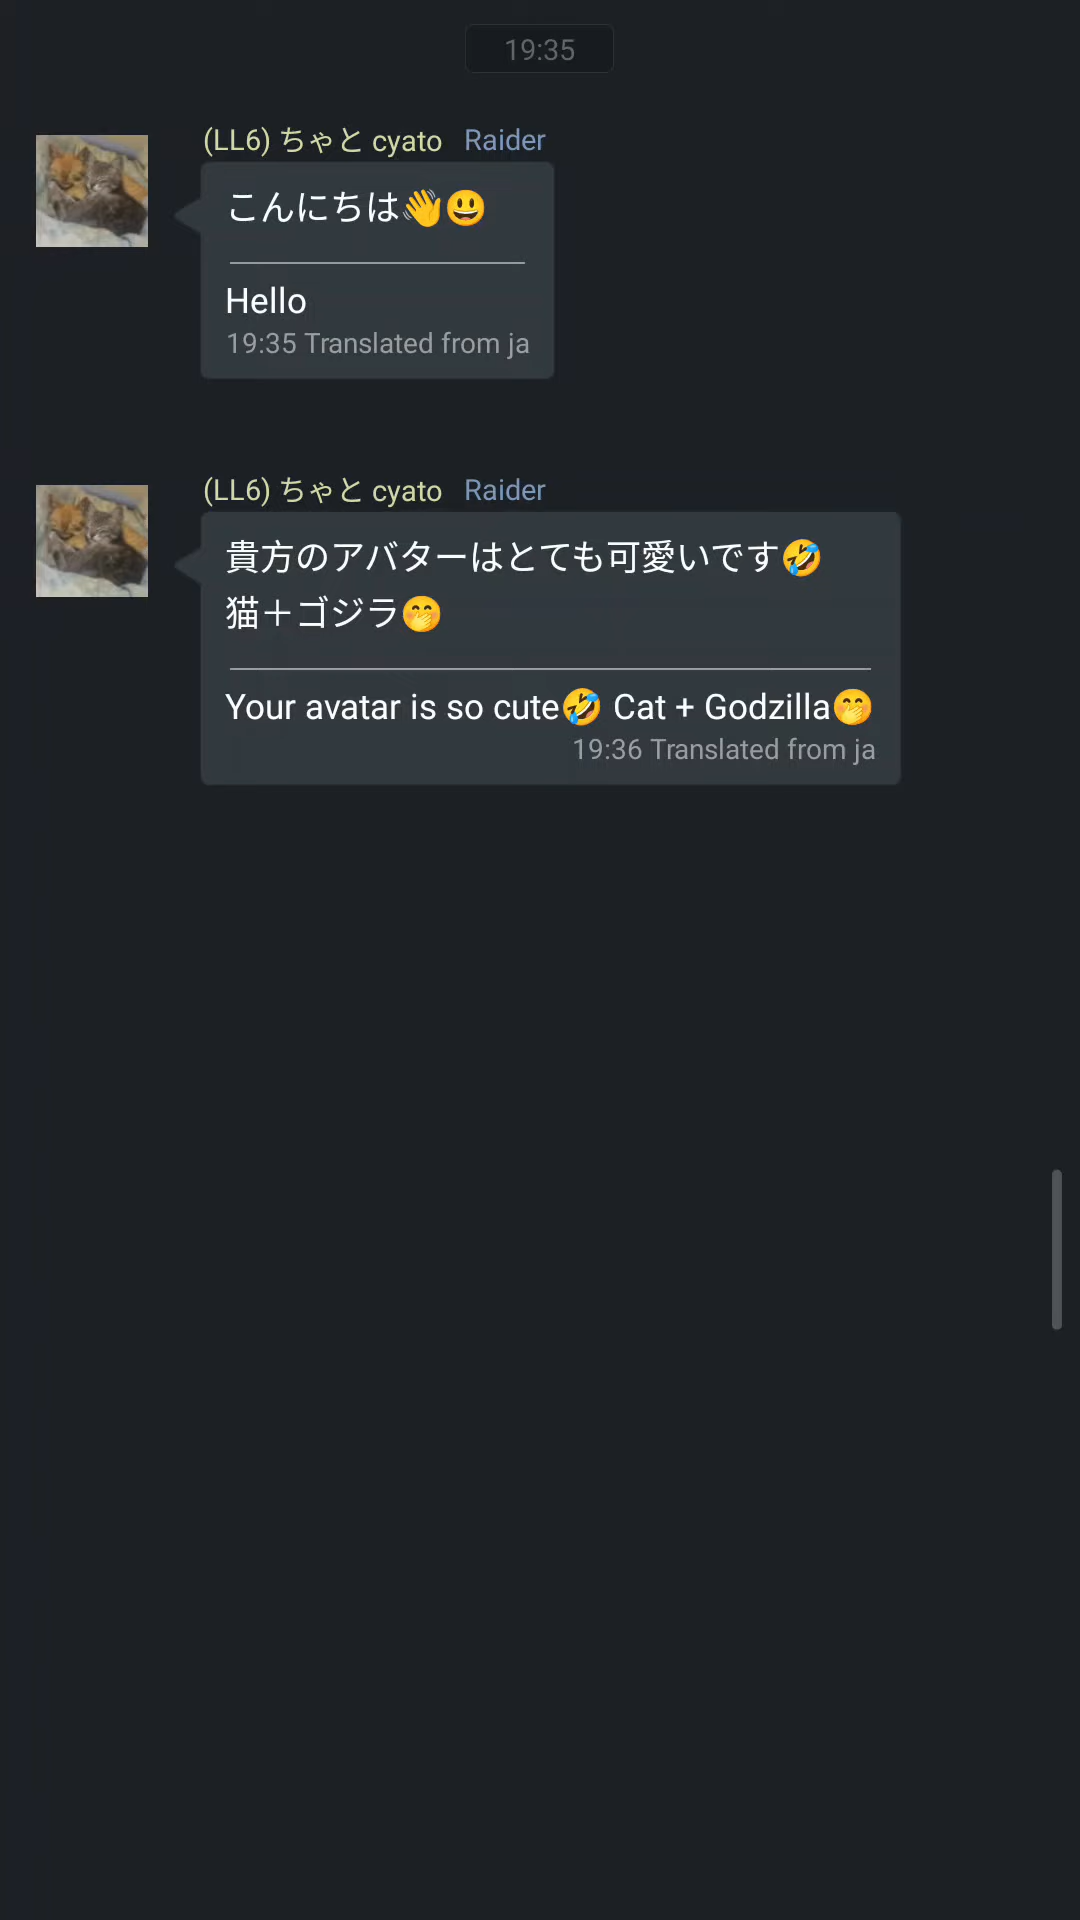 19:35
(LL6) ちゃと cyato Raider
こんにちは👋😃
Hello
19:35 Translated from ja
(LL6) ちゃと cyato Raider
貴方のアバターはとても可愛いです🤣
猫＋ゴジラ🤭
Your avatar is so cute🤣 Cat + Godzilla🤭
19:36 Translated from ja